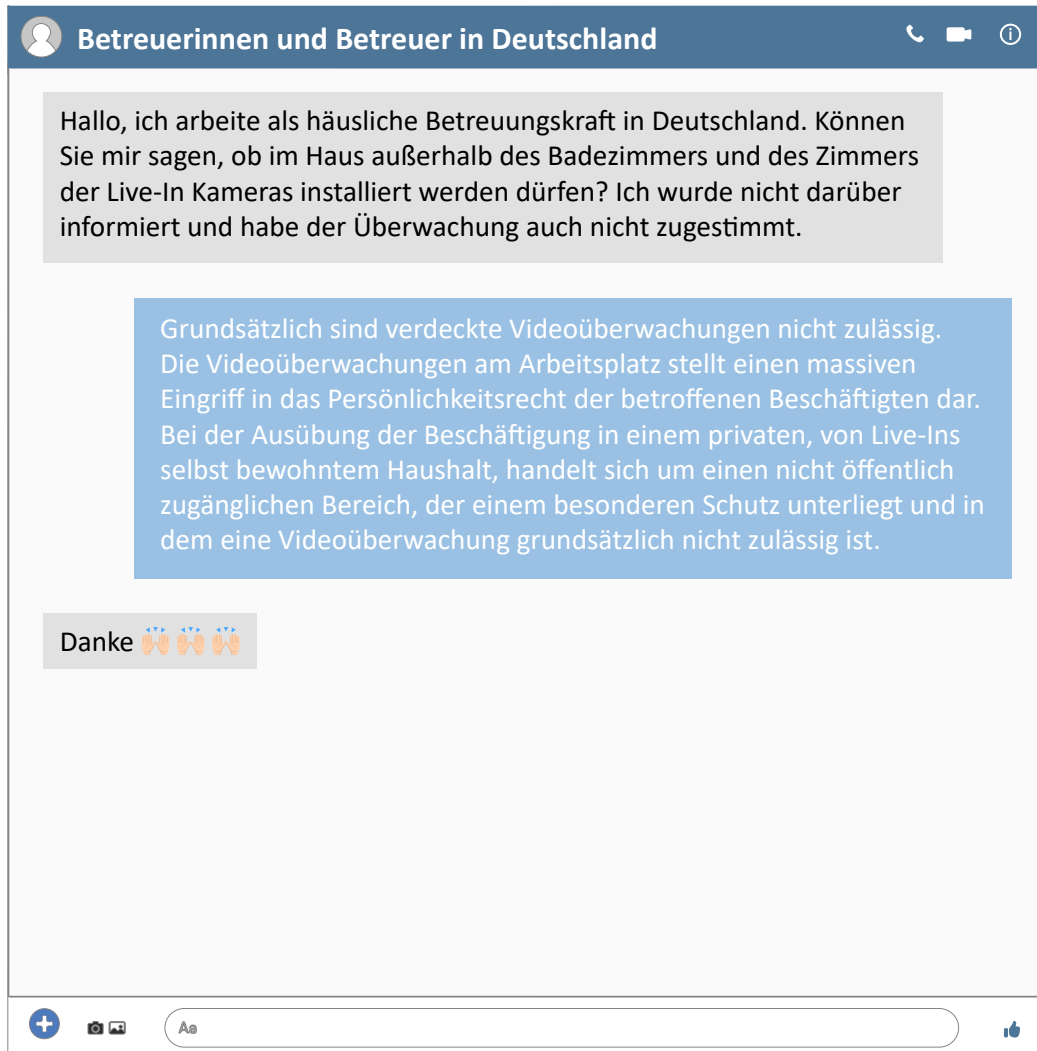 Betreuerinnen und Betreuer in Deutschland
Hallo, ich arbeite als häusliche Betreuungskraft in Deutschland. Können
Sie mir sagen, ob im Haus außerhalb des Badezimmers und des Zimmers
der Live-In Kameras installiert werden dürfen? Ich wurde nicht darüber
informiert und habe der Überwachung auch nicht zugestimmt.
Grundsätzlich sind verdeckte Videoüberwachungen nicht zulässig.
Die Videoüberwachungen am Arbeitsplatz stellt einen massiven
Eingriff in das Persönlichkeitsrecht der betroffenen Beschäftigten dar.
Bei der Ausübung der Beschäftigung in einem privaten, von Live-Ins
selbst bewohntem Haushalt, handelt sich um einen nicht öffentlich
zugänglichen Bereich, der einem besonderen Schutz unterliegt und in
dem eine Videoüberwachung grundsätzlich nicht zulässig ist.
Danke 🙌🏻 🙌🏻 🙌🏻
Aa